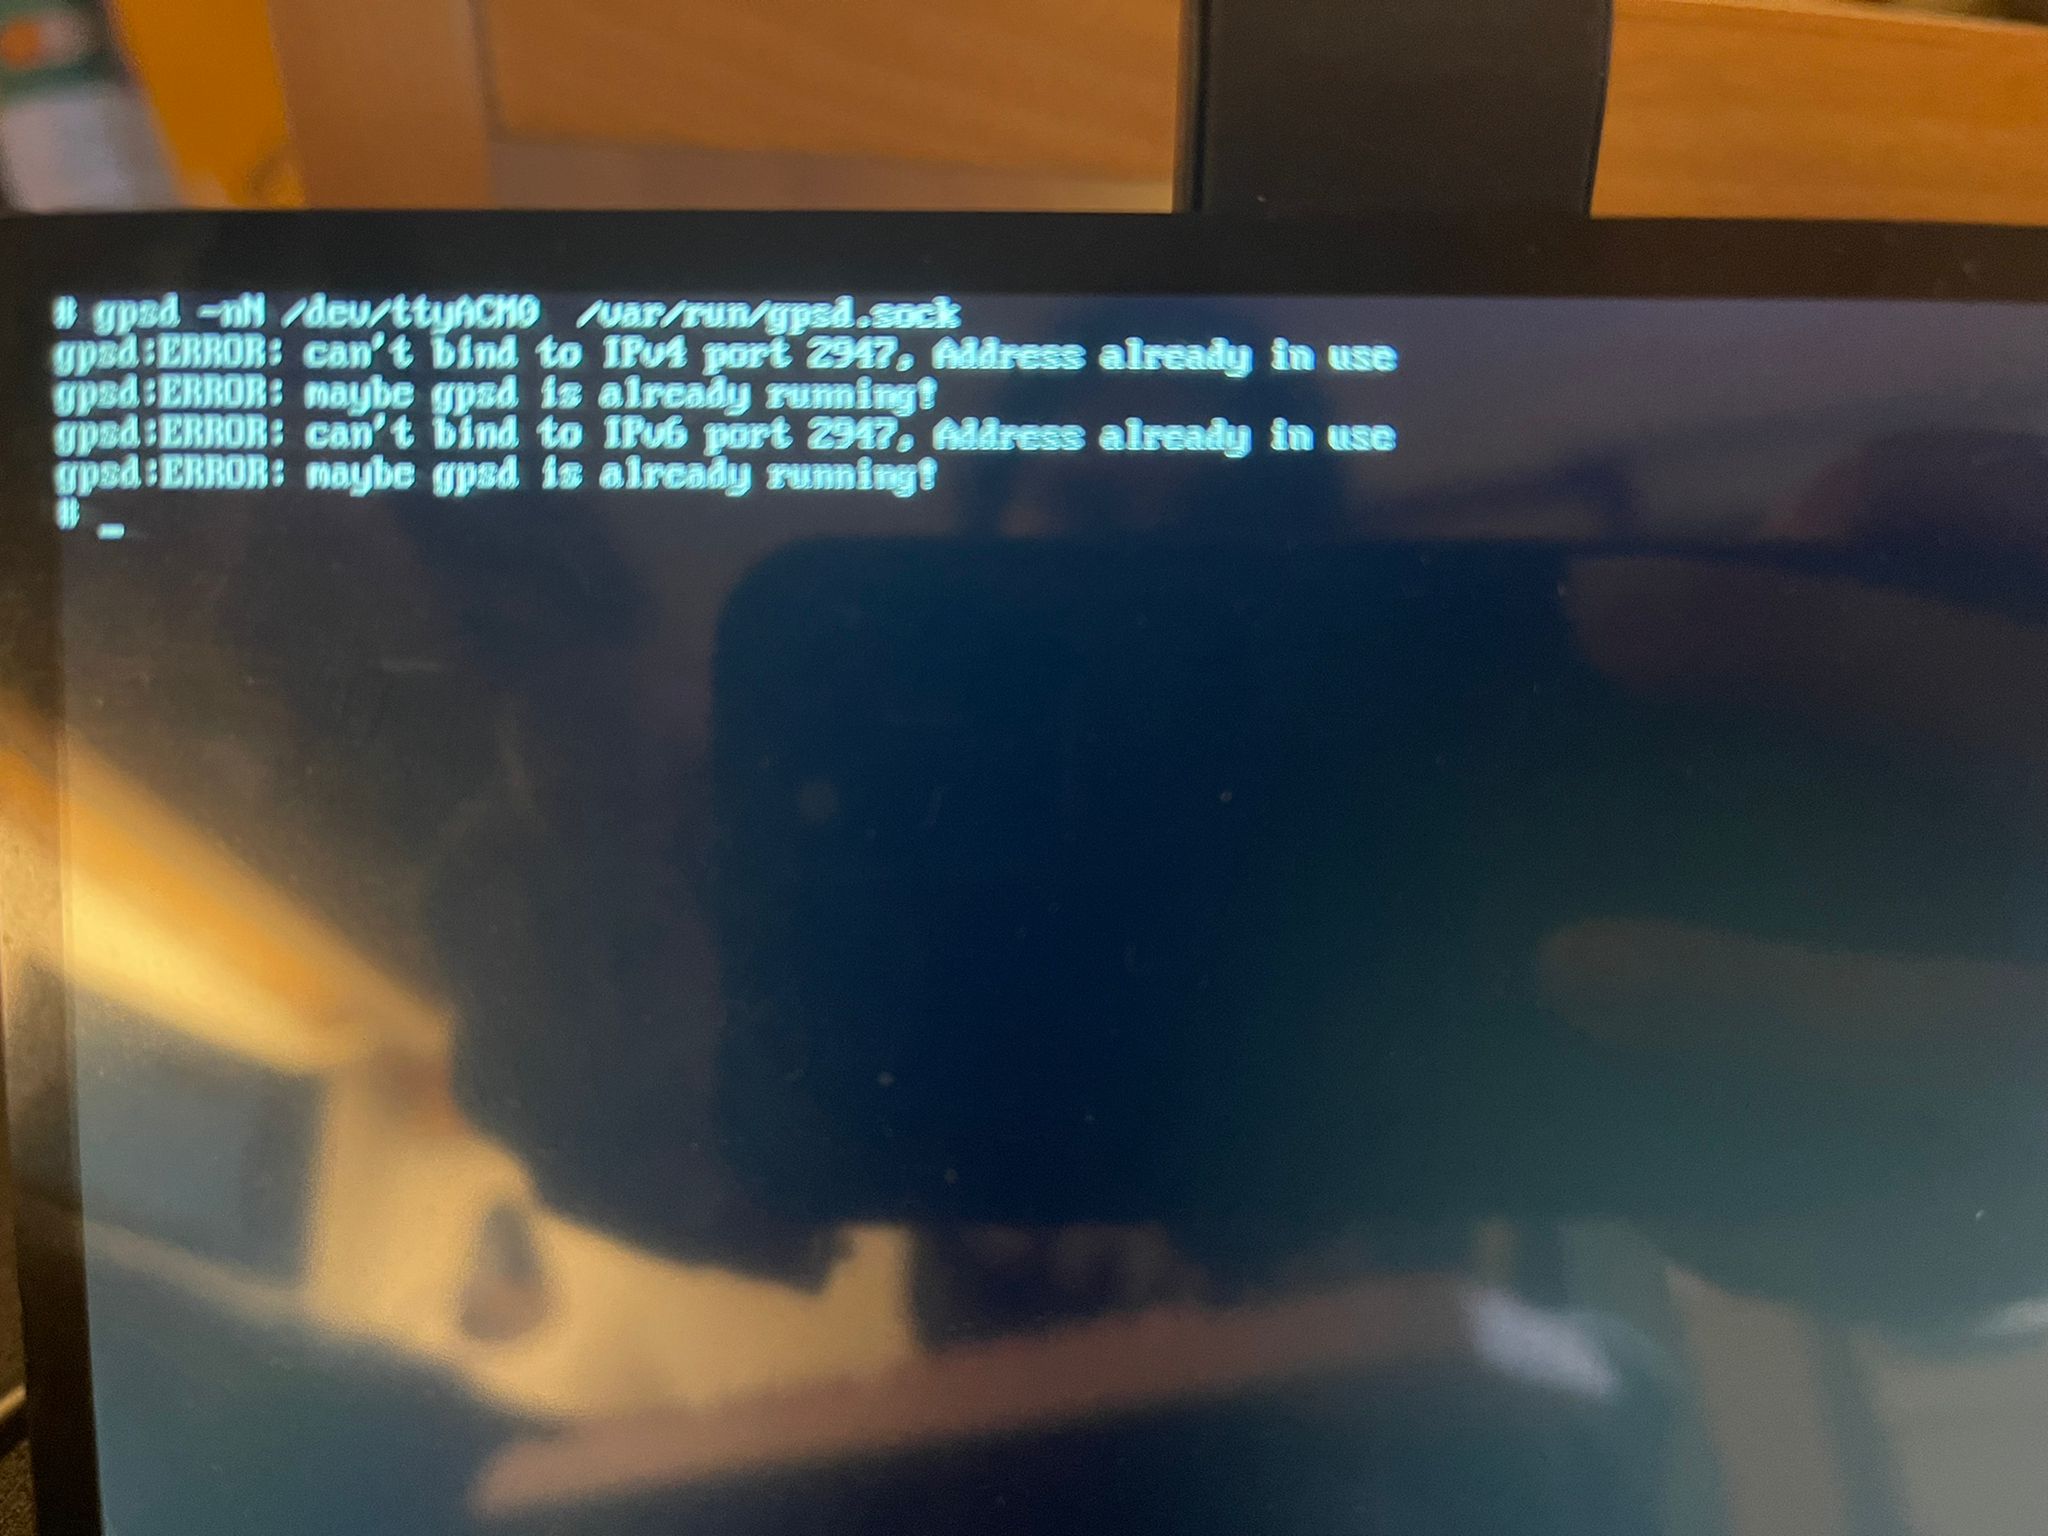 # gpsd -nN /dev/ttyACM0  /var/run/gpsd.sock
gpsd:ERROR: can't bind to IPv4 port 2947, Address already in use
gpsd:ERROR: maybe gpsd is already running!
gpsd:ERROR: can't bind to IPv6 port 2947, Address already in use
gpsd:ERROR: maybe gpsd is already running!
# _